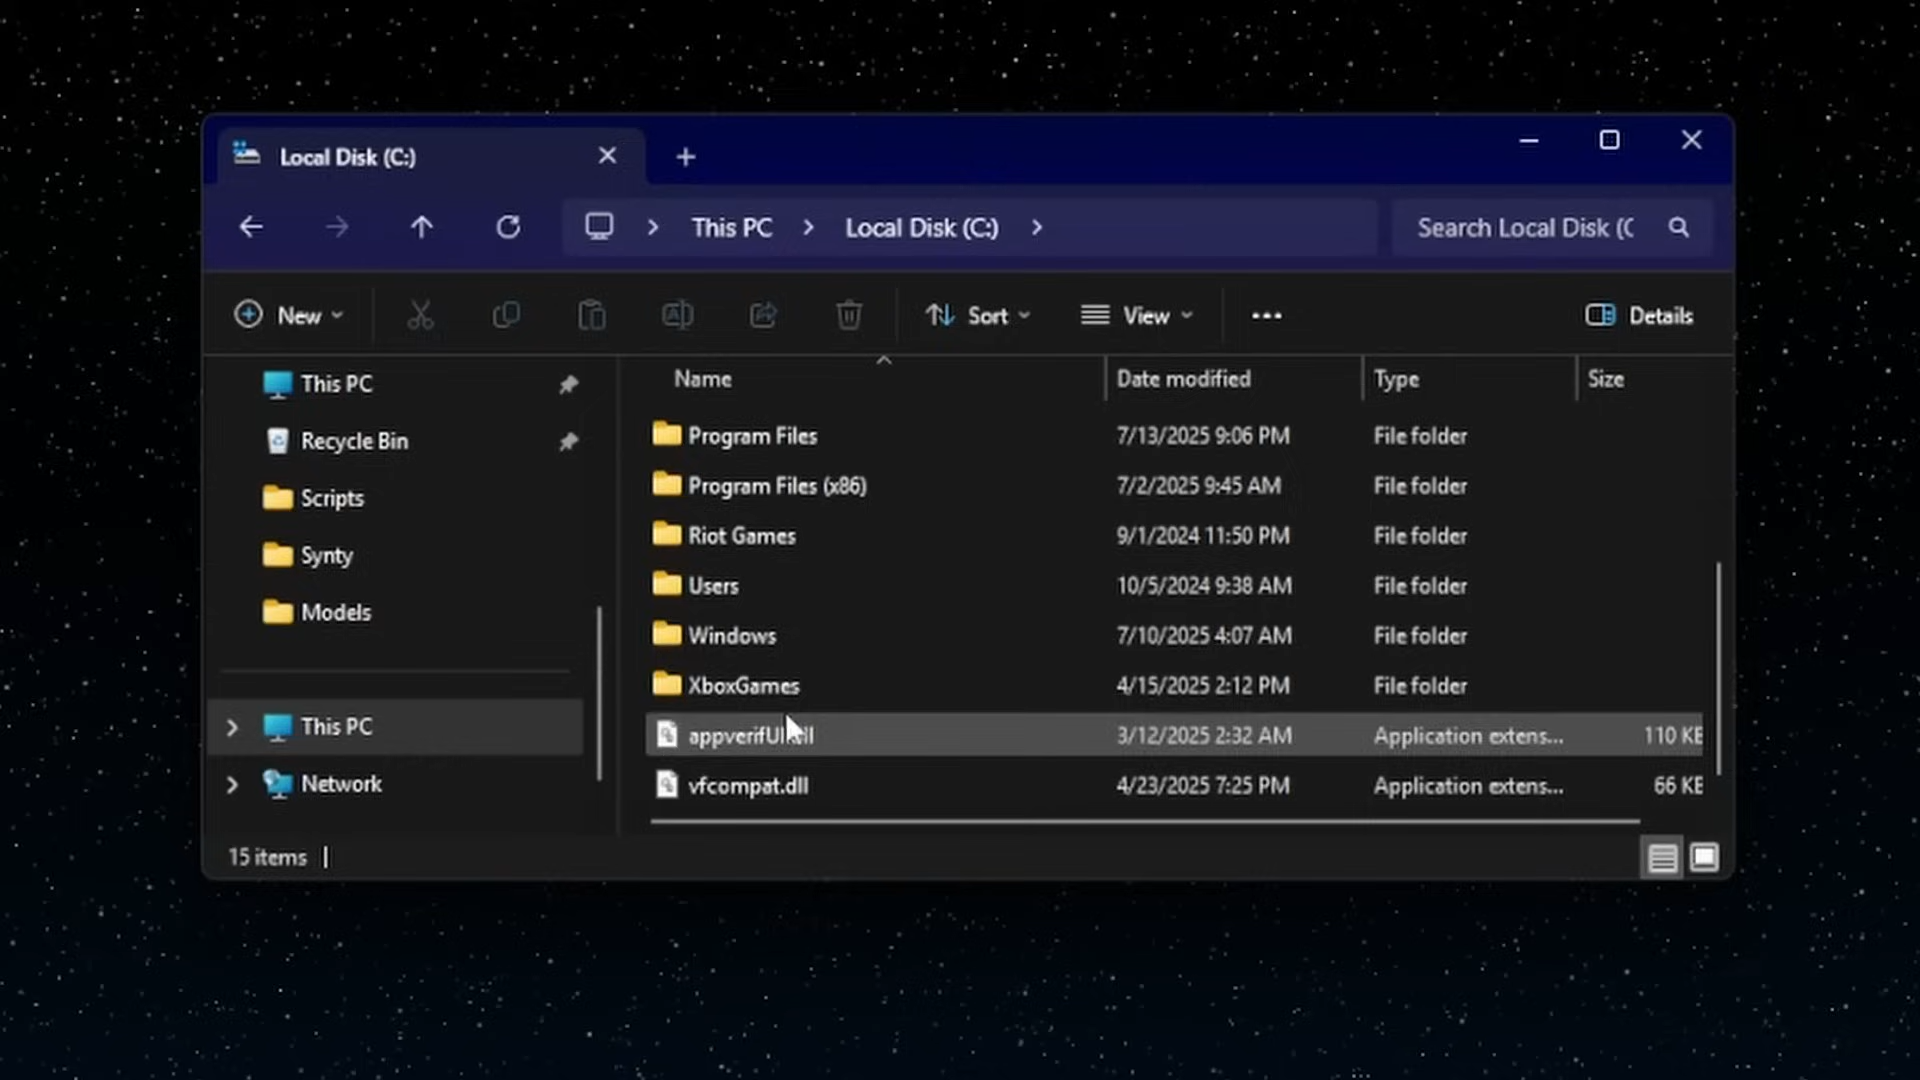 Local Disk (C:)
This PC > Local Disk (C:) >
Search Local Disk (C
New
Sort
View
Details
This PC
Recycle Bin
Scripts
Synty
Models
This PC
Network
Name Date modified Type Size
Program Files 7/13/2025 9:06 PM File folder
Program Files (x86) 7/2/2025 9:45 AM File folder
Riot Games 9/1/2024 11:50 PM File folder
Users 10/5/2024 9:38 AM File folder
Windows 7/10/2025 4:07 AM File folder
XboxGames 4/15/2025 2:12 PM File folder
3/12/2025 2:32 AM Application extens... 110 KB
vfcompat.dll 4/23/2025 7:25 PM Application extens... 66 KB
15 items